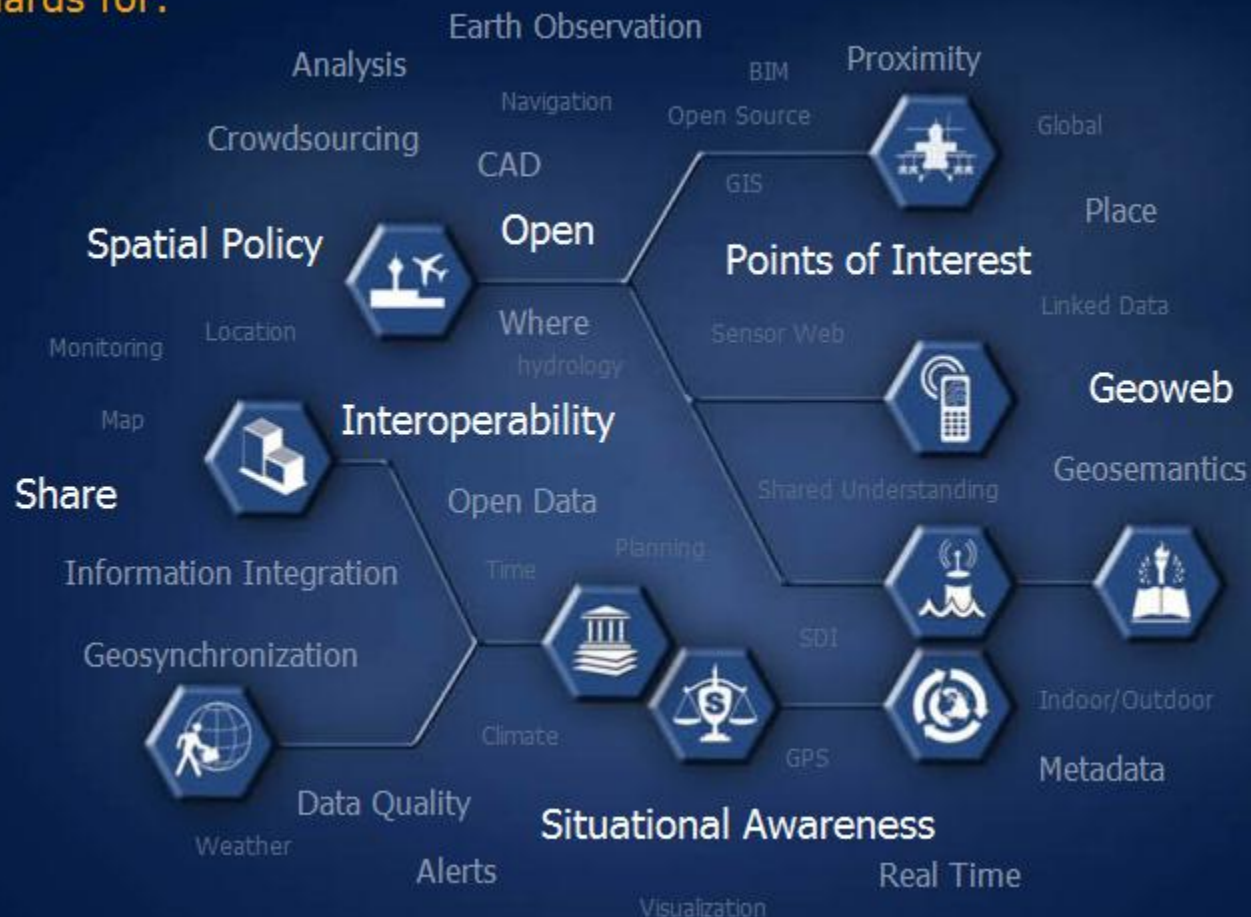 for:
Earth Observation
Analysis
BIM
Proximity
Navigation
Open Source
Global
Crowdsourcing
CAD
GIS
Place
Spatial Policy
Open
Points of Interest
Linked Data
Where
Sensor Web
Location
Monitoring
hydrology
Geoweb
Map
Interoperability
Geosemantics
Share
Open Data
Shared Understanding
Planning
Information Integration
Time
SDI
Geosynchronization
Indoor/Outdoor
S
Climate
GPS
Metadata
Data Quality
Situational Awareness
Weather
Alerts
Real Time
Visualization